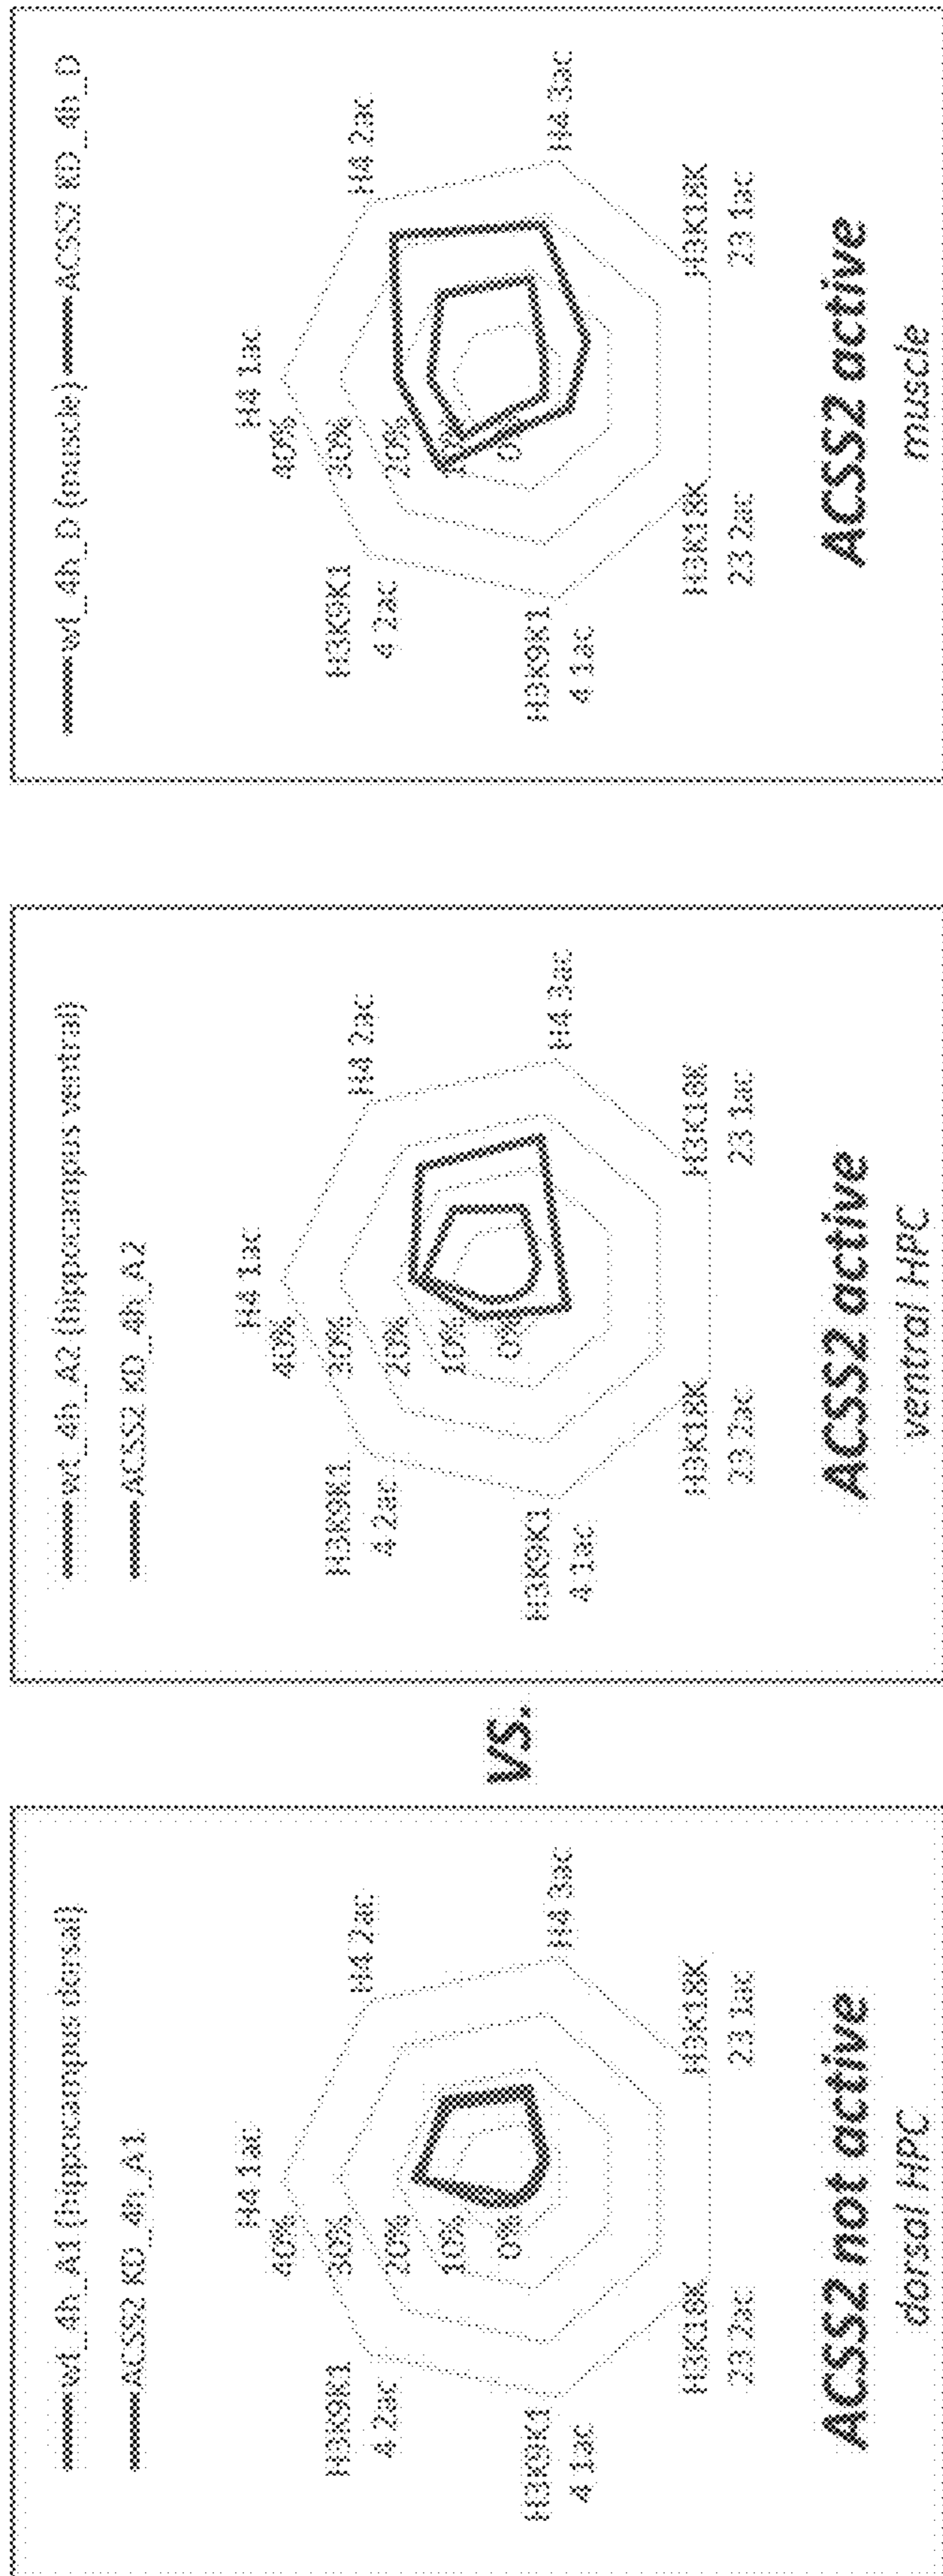 wt_4h_A1 (hippocampus dorsal)
ACSS2 KD_4h_A1
H4 1ac
40%
30%
20%
10%
0%
H4 2ac
H4 3ac
H3K18K
23 1ac
H3K18K
23 2ac
H3K9K1
4 1ac
H3K9K1
4 2ac
ACSS2 not active
dorsal HPC
vs.
wt_4h_A2 (hippocampus ventral)
ACSS2 KD_4h_A2
H4 1ac
40%
30%
20%
10%
0%
H4 2ac
H4 3ac
H3K18K
23 1ac
H3K18K
23 2ac
H3K9K1
4 1ac
H3K9K1
4 2ac
ACSS2 active
ventral HPC
wt_4h_D (muscle) ACSS2 KD_4h_D
H4 1ac
40%
30%
20%
H4 2ac
H4 3ac
H3K18K
23 1ac
H3K18K
23 2ac
H3K9K1
4 1ac
H3K9K1
4 2ac
ACSS2 active
muscle